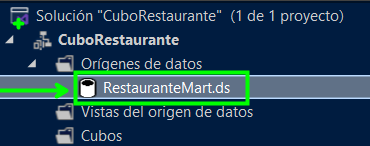 Solución "CuboRestaurante" (1 de 1 proyecto)
CuboRestaurante
Orígenes de datos
RestauranteMart.ds
Vistas del origen de datos
Cubos